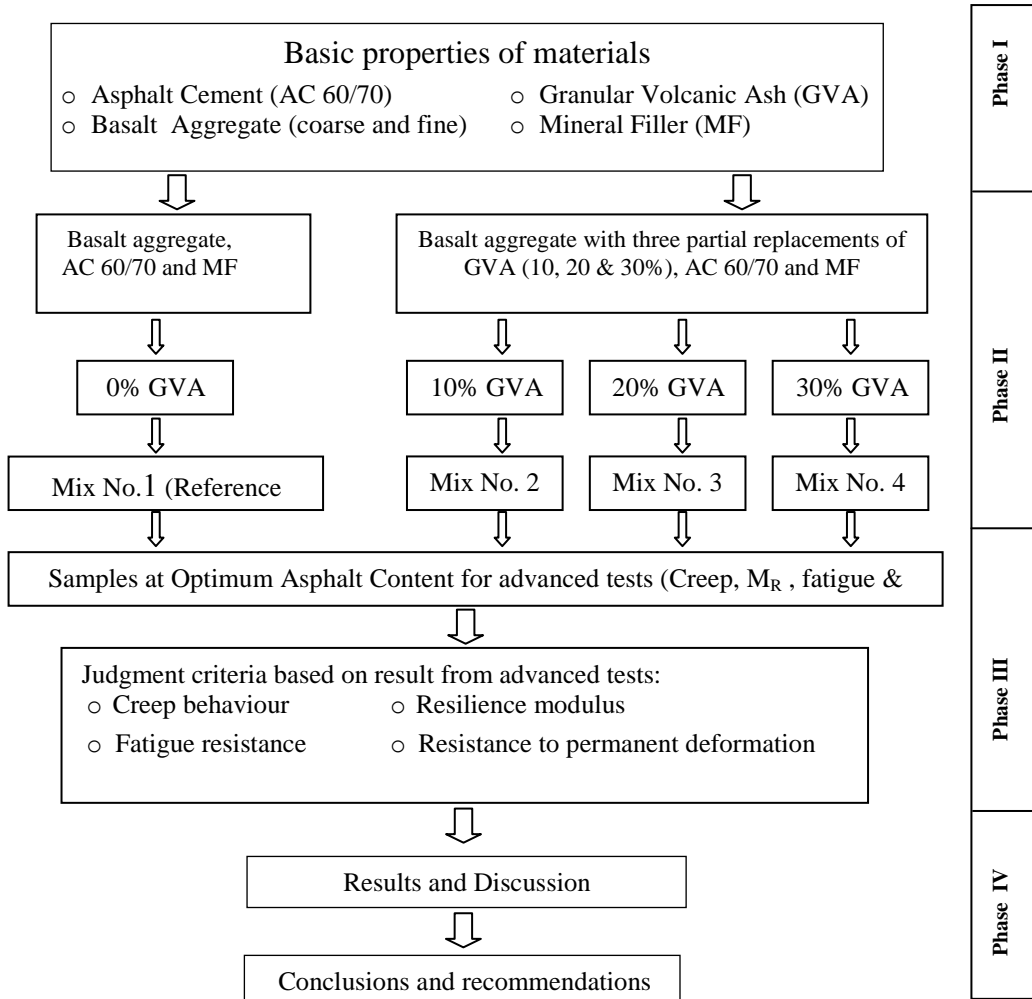 Basic properties of materials
o Asphalt Cement (AC 60/70)
o Granular Volcanic Ash (GVA)
o Basalt Aggregate (coarse and fine)
o Mineral Filler (MF)
Phase I
Basalt aggregate,
AC 60/70 and MF
Basalt aggregate with three partial replacements of
GVA (10, 20 & 30%), AC 60/70 and MF
0% GVA
10% GVA
20% GVA
30% GVA
Mix No.1 (Reference
Mix No. 2
Mix No. 3
Mix No. 4
Phase II
Samples at Optimum Asphalt Content for advanced tests (Creep, MR , fatigue &
Judgment criteria based on result from advanced tests:
o Creep behaviour
o Resilience modulus
o Fatigue resistance
o Resistance to permanent deformation
Phase III
Results and Discussion
Conclusions and recommendations
Phase IV